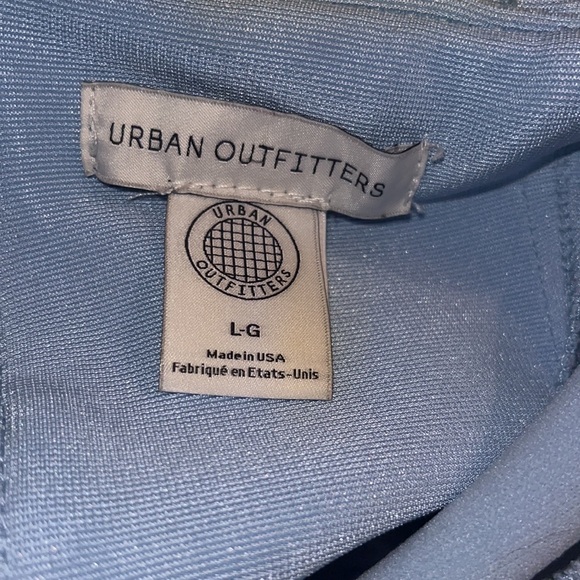 URBAN OUTFITTERS
URBAN
OUTFITTERS
L-G
Made in USA
Fabriqué en Etats-Unis